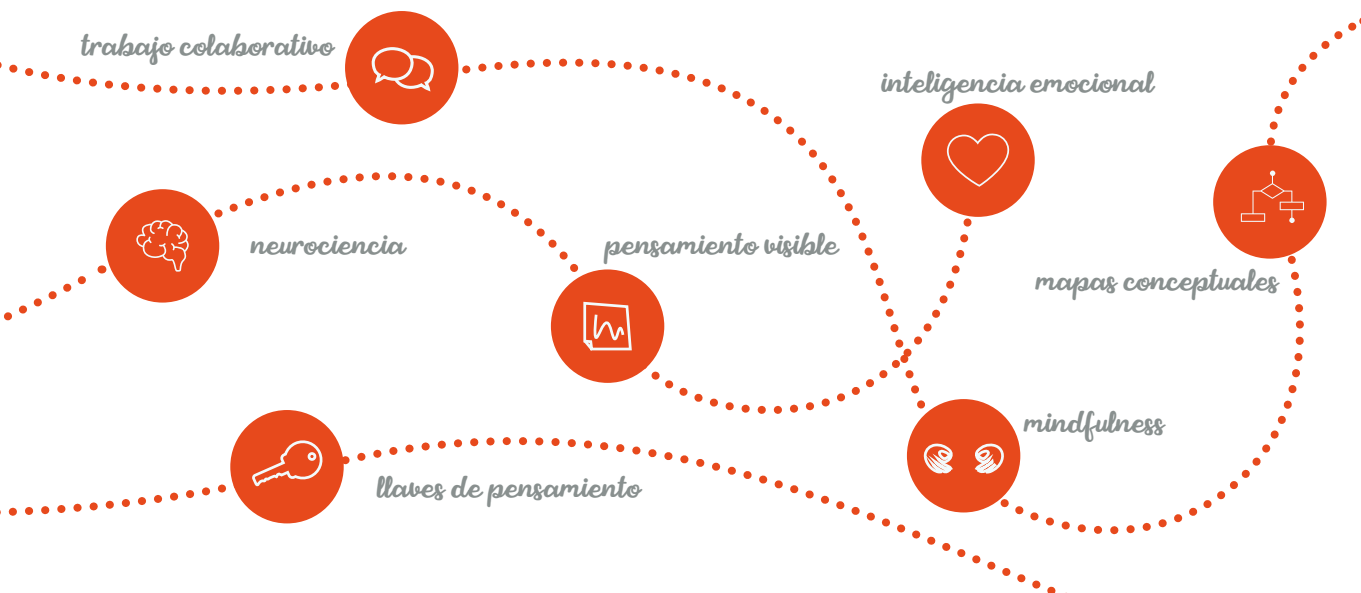 trabajo colaborativo
inteligencia emocional
neurociencia
pensamiento visible
mapas conceptuales
mindfulness
llaves de pensamiento